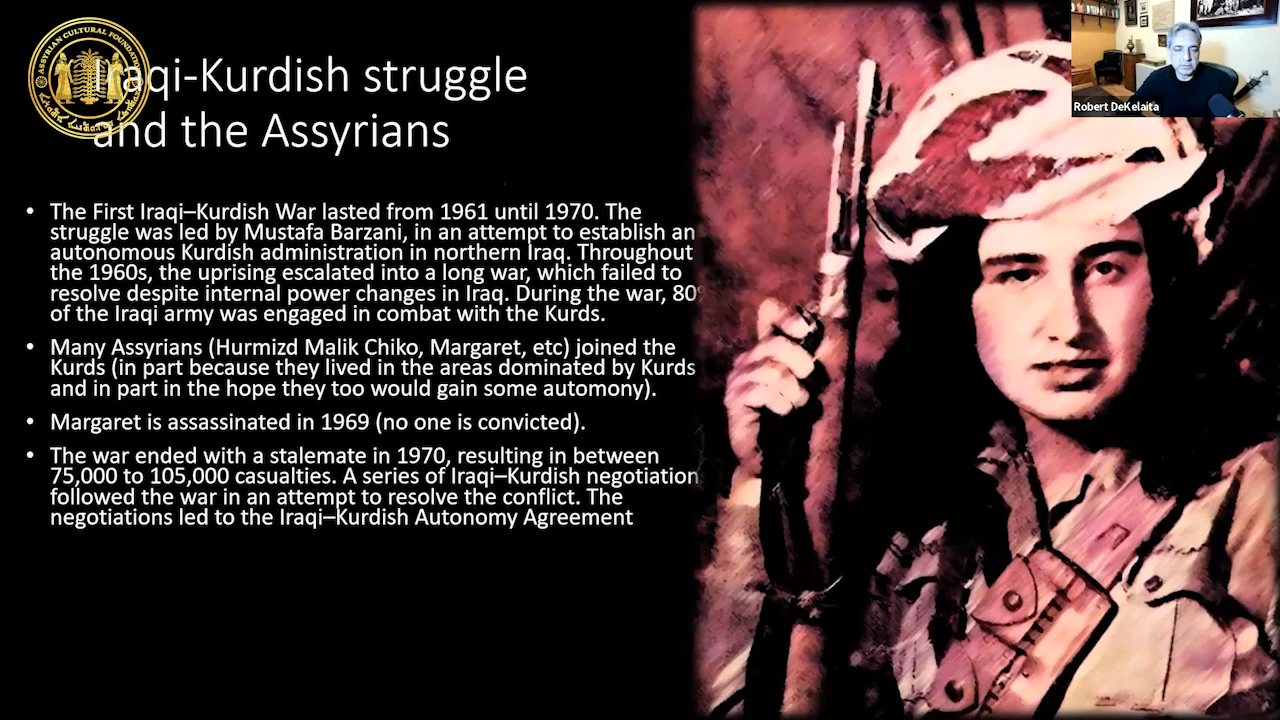 ASSYRIAN CULTURAL FOUNDATION
Iraqi-Kurdish struggle
and the Assyrians
Robert DeKelaita
• The First Iraqi–Kurdish War lasted from 1961 until 1970. The
struggle was led by Mustafa Barzani, in an attempt to establish an
autonomous Kurdish administration in northern Iraq. Throughout
the 1960s, the uprising escalated into a long war, which failed to
resolve despite internal power changes in Iraq. During the war, 80
of the Iraqi army was engaged in combat with the Kurds.
• Many Assyrians (Hurmizd Malik Chiko, Margaret, etc) joined the
Kurds (in part because they lived in the areas dominated by Kurds
and in part in the hope they too would gain some automony).
• Margaret is assassinated in 1969 (no one is convicted).
• The war ended with a stalemate in 1970, resulting in between
75,000 to 105,000 casualties. A series of Iraqi–Kurdish negotiation
followed the war in an attempt to resolve the conflict. The
negotiations led to the Iraqi–Kurdish Autonomy Agreement